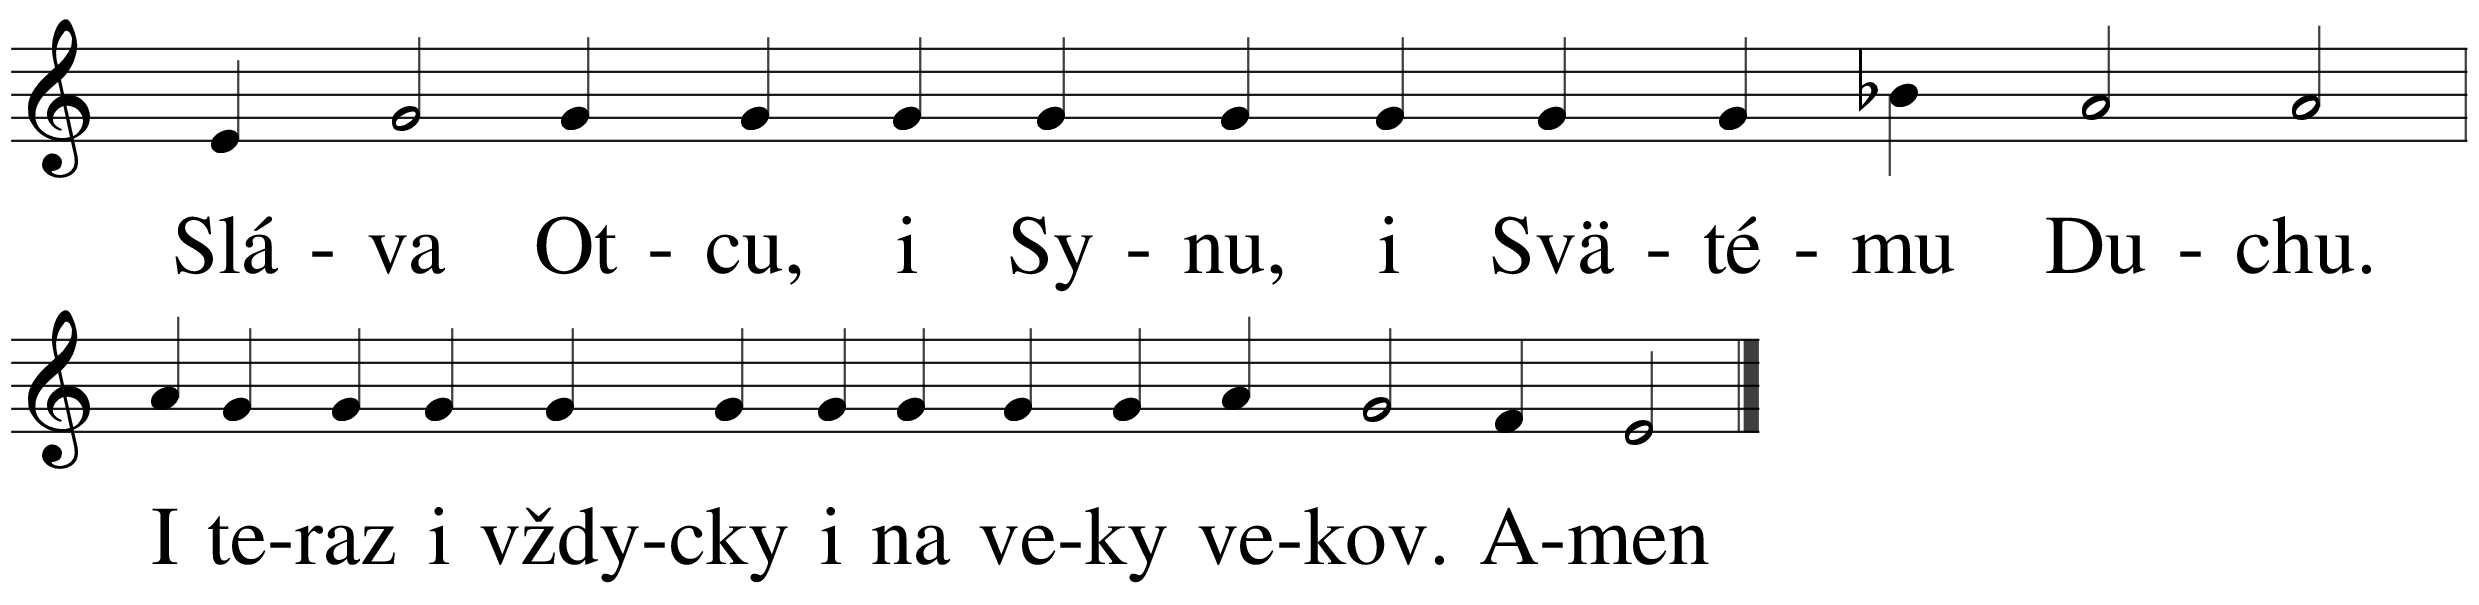 Slá - va Ot - cu, i Sy - nu, i Svä - té - mu Du - chu.
I te-raz i vždy-cky i na ve-ky ve-kov. A-men